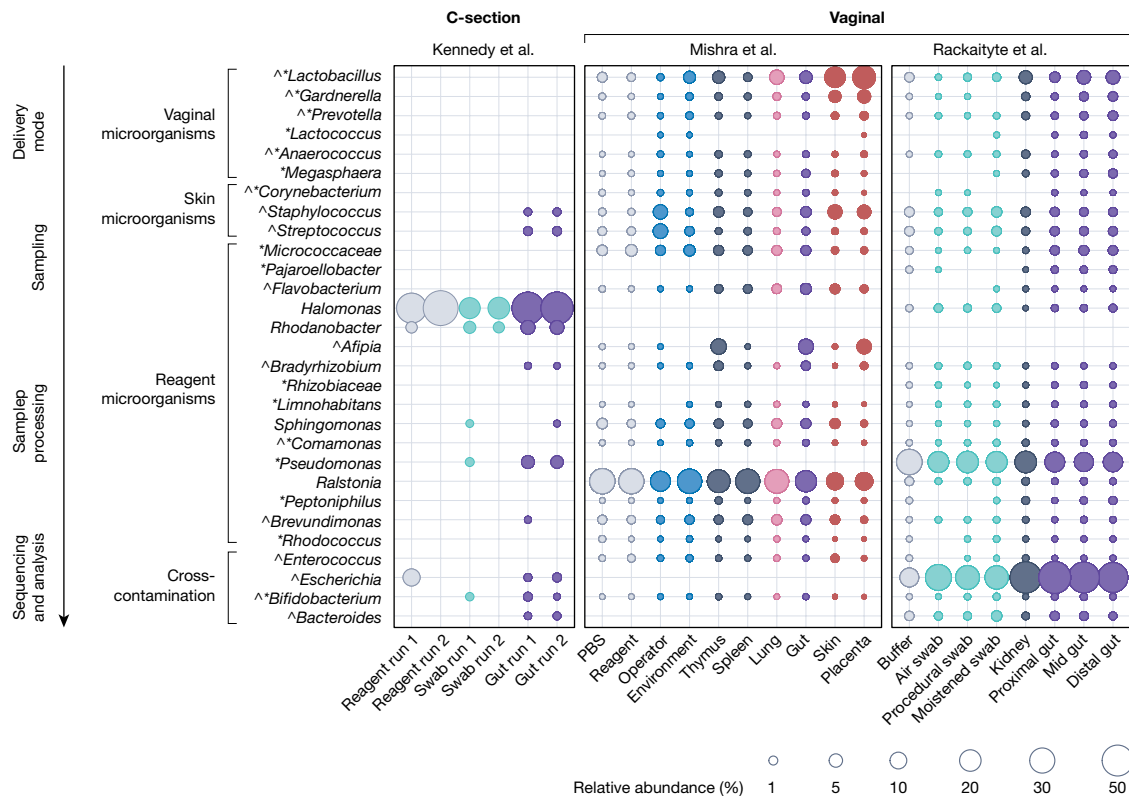 C-section
Vaginal
Kennedy et al.
Mishra et al.
Rackaityte et al.
Delivery
mode
Sampling
Samplep
processing
Sequencing
and analysis
Vaginal
microorganisms
Skin
microorganisms
Reagent
microorganisms
Cross-
contamination
^*Lactobacillus
^*Gardnerella
^*Prevotella
*Lactococcus
^*Anaerococcus
*Megasphaera
^*Corynebacterium
^Staphylococcus
^Streptococcus
*Micrococcaceae
*Pajaroellobacter
^Flavobacterium
Halomonas
Rhodanobacter
^Afipia
^Bradyrhizobium
*Rhizobiaceae
*Limnohabitans
Sphingomonas
^*Comamonas
*Pseudomonas
Ralstonia
*Peptoniphilus
^Brevundimonas
*Rhodococcus
^Enterococcus
^Escherichia
^*Bifidobacterium
^Bacteroides
Reagent run 1
Reagent run 2
Swab run 1
Swab run 2
Gut run 1
Gut run 2
PBS
Reagent
Operator
Environment
Thymus
Spleen
Lung
Gut
Skin
Placenta
Buffer
Air swab
Procedural swab
Moistened swab
Kidney
Proximal gut
Mid gut
Distal gut
Relative abundance (%) 1 5 10 20 30 50